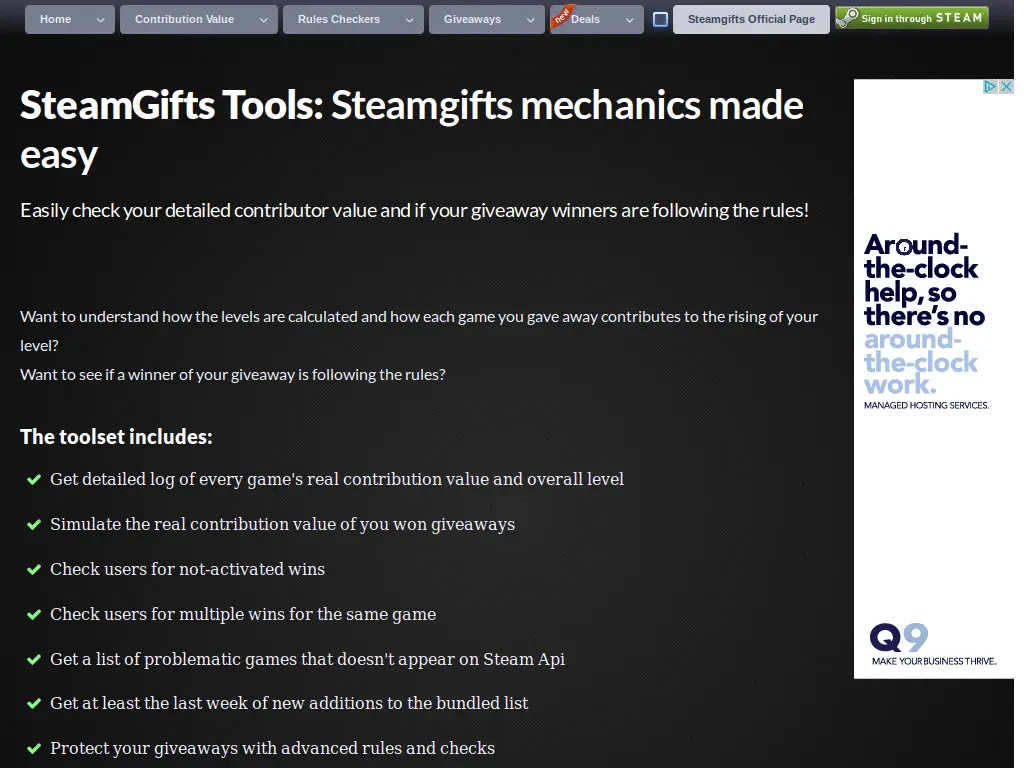 Home
Contribution Value
Rules Checkers
Giveaways
new
Deals
Steamgifts Official Page
Sign in through STEAM
SteamGifts Tools: Steamgifts mechanics made
easy
Easily check your detailed contributor value and if your giveaway winners are following the rules!
Want to understand how the levels are calculated and how each game you gave away contributes to the rising of your
level?
Want to see if a winner of your giveaway is following the rules?
The toolset includes:
Get detailed log of every game's real contribution value and overall level
Simulate the real contribution value of you won giveaways
Check users for not-activated wins
Check users for multiple wins for the same game
Get a list of problematic games that doesn't appear on Steam Api
Get at least the last week of new additions to the bundled list
Protect your giveaways with advanced rules and checks
Around-
the-clock
help, so
there's no
around-
the-clock
work.
MANAGED HOSTING SERVICES.
Q9
MAKE YOUR BUSINESS THRIVE.